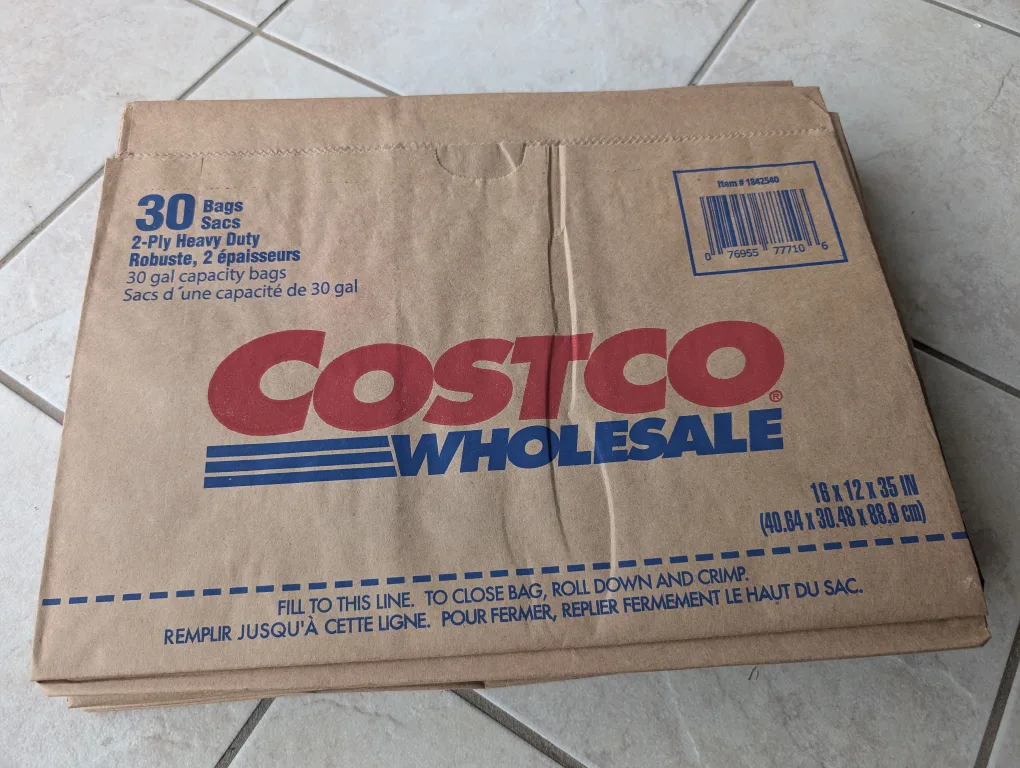 30 Bags
Sacs
2-Ply Heavy Duty
Robuste, 2 épaisseurs
30 gal capacity bags
Sacs d´une capacité de 30 gal
Item # 1842540
0 76955 77710 6
COSTCO®
WHOLESALE
16 x 12 x 35 IN
(40.64 x 30.48 x 88.9 cm)
FILL TO THIS LINE. TO CLOSE BAG, ROLL DOWN AND CRIMP.
REMPLIR JUSQU'À CETTE LIGNE. POUR FERMER, REPLIER FERMEMENT LE HAUT DU SAC.